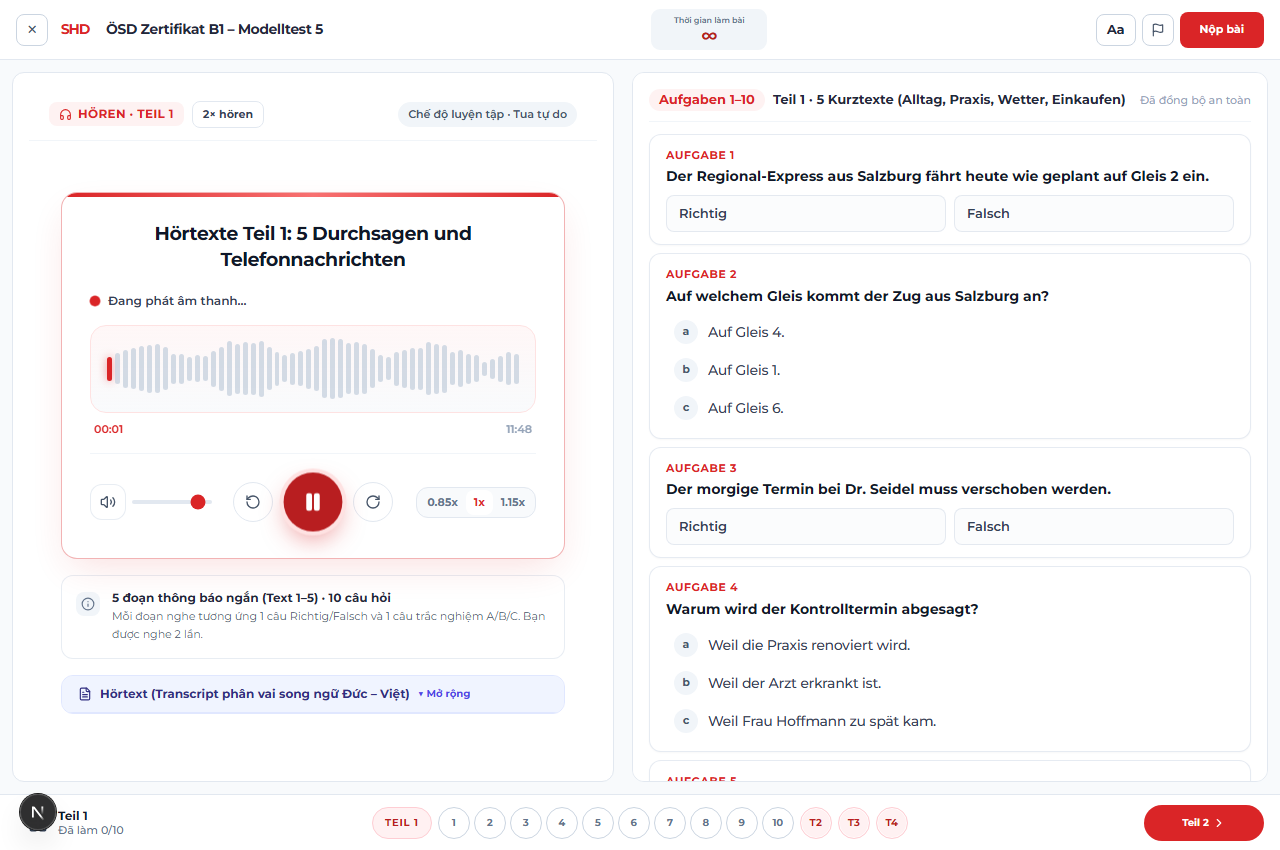 SHD
ÖSD Zertifikat B1 – Modelltest 5
Thời gian làm bài
∞
Aa
Nộp bài
HÖREN · TEIL 1
2× hören
Chế độ luyện tập · Tua tự do
Hörtexte Teil 1: 5 Durchsagen und
Telefonnachrichten
Đang phát âm thanh...
00:01
11:48
0.85x
1x
1.15x
5 đoạn thông báo ngắn (Text 1–5) · 10 câu hỏi
Mỗi đoạn nghe tương ứng 1 câu Richtig/Falsch và 1 câu trắc nghiệm A/B/C. Bạn
được nghe 2 lần.
Hörtext (Transcript phân vai song ngữ Đức – Việt) ▾ Mở rộng
Aufgaben 1–10
Teil 1 · 5 Kurztexte (Alltag, Praxis, Wetter, Einkaufen)
Đã đồng bộ an toàn
AUFGABE 1
Der Regional-Express aus Salzburg fährt heute wie geplant auf Gleis 2 ein.
Richtig
Falsch
AUFGABE 2
Auf welchem Gleis kommt der Zug aus Salzburg an?
a Auf Gleis 4.
b Auf Gleis 1.
c Auf Gleis 6.
AUFGABE 3
Der morgige Termin bei Dr. Seidel muss verschoben werden.
Richtig
Falsch
AUFGABE 4
Warum wird der Kontrolltermin abgesagt?
a Weil die Praxis renoviert wird.
b Weil der Arzt erkrankt ist.
c Weil Frau Hoffmann zu spät kam.
AUFGABE 5
N
Teil 1
Đã làm 0/10
TEIL 1
1
2
3
4
5
6
7
8
9
10
T2
T3
T4
Teil 2